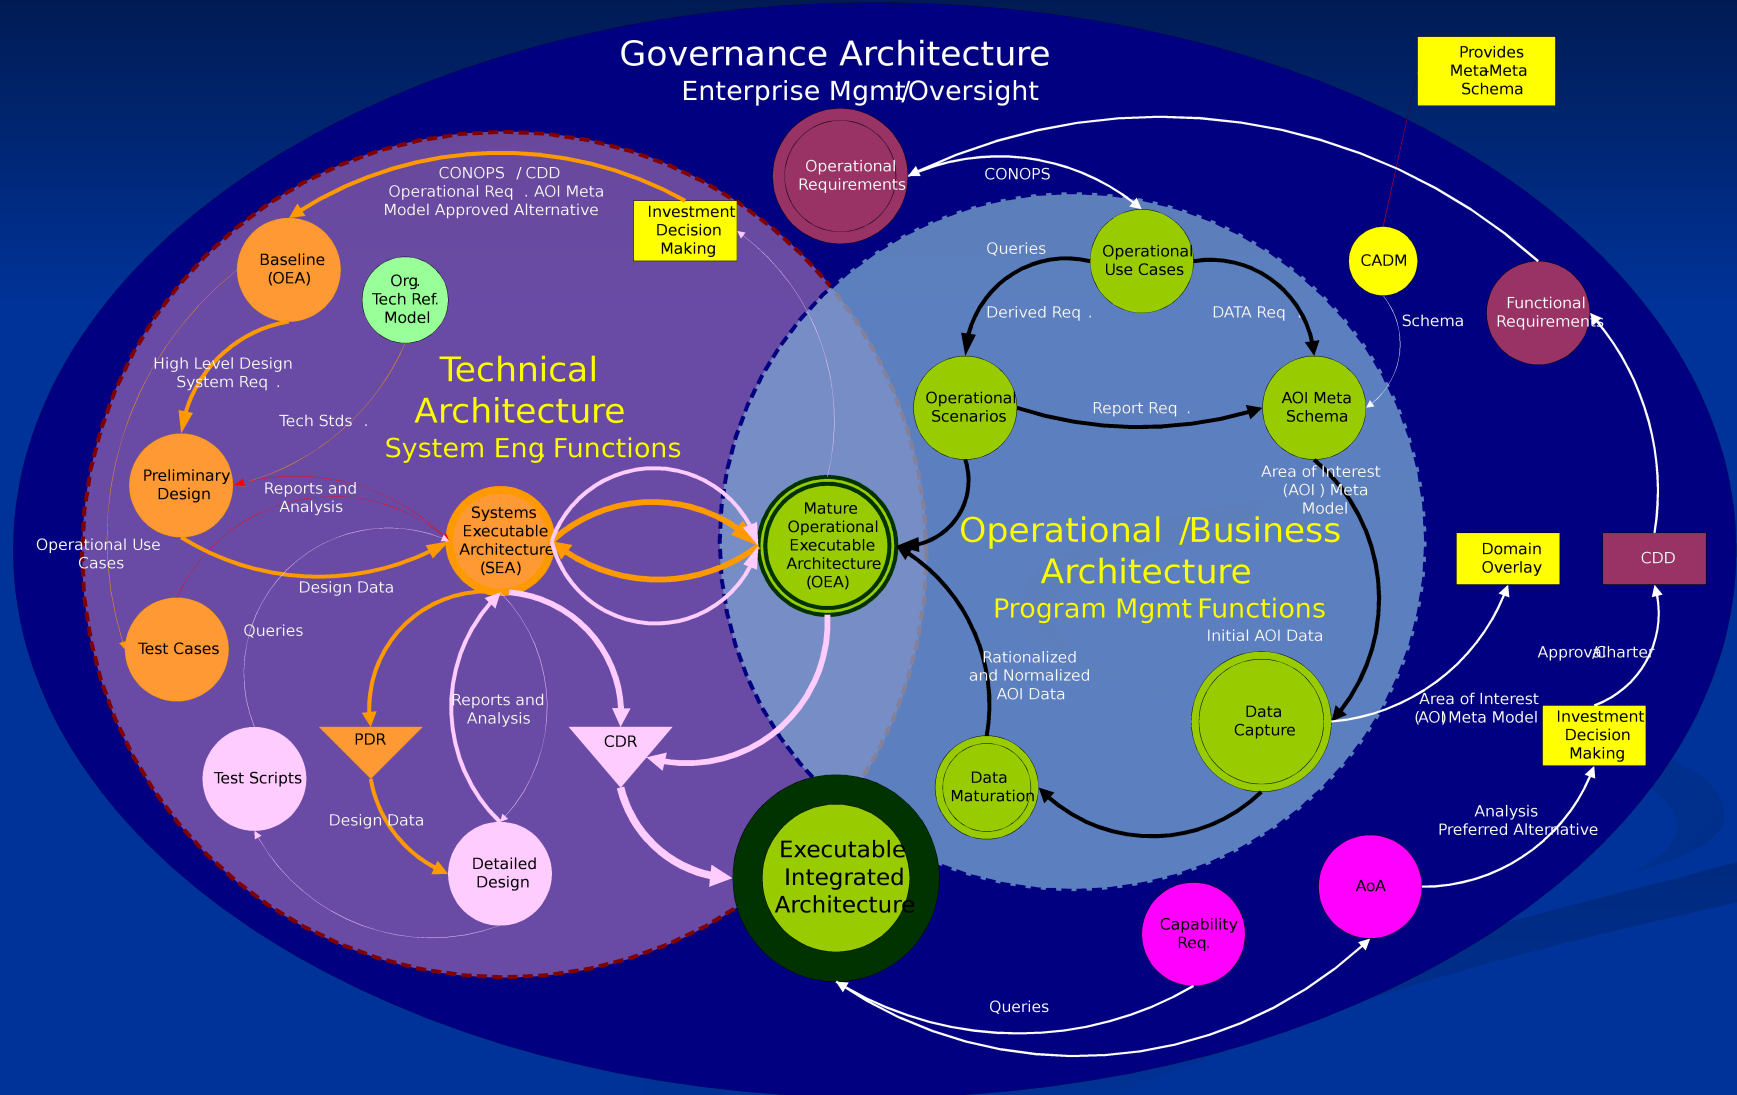 Governance Architecture
Enterprise Mgmt./Oversight
Provides
Meta-Meta
Schema
Operational
Requirements
CONOPS
CONOPS / CDD
Operational Req . AOI Meta
Model Approved Alternative
Investment
Decision
Making
Baseline
(OEA)
Org.
Tech Ref.
Model
Queries
Operational
Use Cases
CADM
Schema
Functional
Requirements
Derived Req .
DATA Req .
High Level Design
System Req .
Technical
Architecture
System Eng. Functions
Tech Stds .
Operational
Scenarios
Report Req .
AOI Meta
Schema
Preliminary
Design
Reports and
Analysis
Area of Interest
(AOI ) Meta
Model
Systems
Executable
Architecture
(SEA)
Mature
Operational
Executable
Architecture
(OEA)
Operational /Business
Architecture
Program Mgmt Functions
Operational Use
Cases
Design Data
Domain
Overlay
CDD
Test Cases
Queries
Initial AOI Data
Rationalized
and Normalized
AOI Data
Approval/Charter
Reports and
Analysis
Area of Interest
(AOI) Meta Model
Investment
Decision
Making
PDR
CDR
Data
Capture
Test Scripts
Data
Maturation
Design Data
Analysis
Preferred Alternative
Detailed
Design
Executable
Integrated
Architecture
AoA
Capability
Req.
Queries